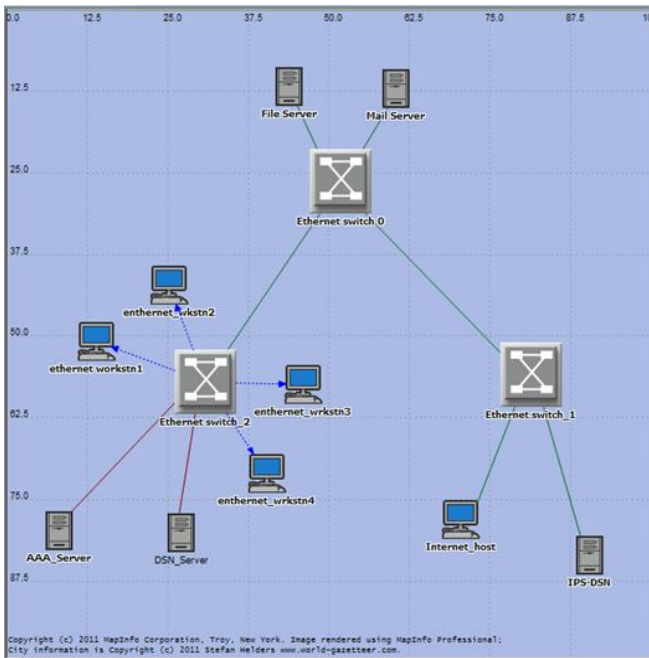 0.0 12.5 25.0 37.5 50.0 62.5 75.0 87.5 100
12.5
File Server
Mail Server
25.0
Ethernet switch 0
37.5
enthernet_wkstn2
50.0
ethernet workstn1
enthernet_wrkstn3
Ethernet switch_2
Ethernet switch_1
62.5
enthernet_wrkstn4
75.0
Internet_host
AAA_Server
DSN_Server
IPS-DSN
87.5
Copyright (c) 2011 MapInfo Corporation, Troy, New York. Image rendered using MapInfo Professional;
City information is Copyright (c) 2011 Stefan Helders www.world-gazetteer.com.